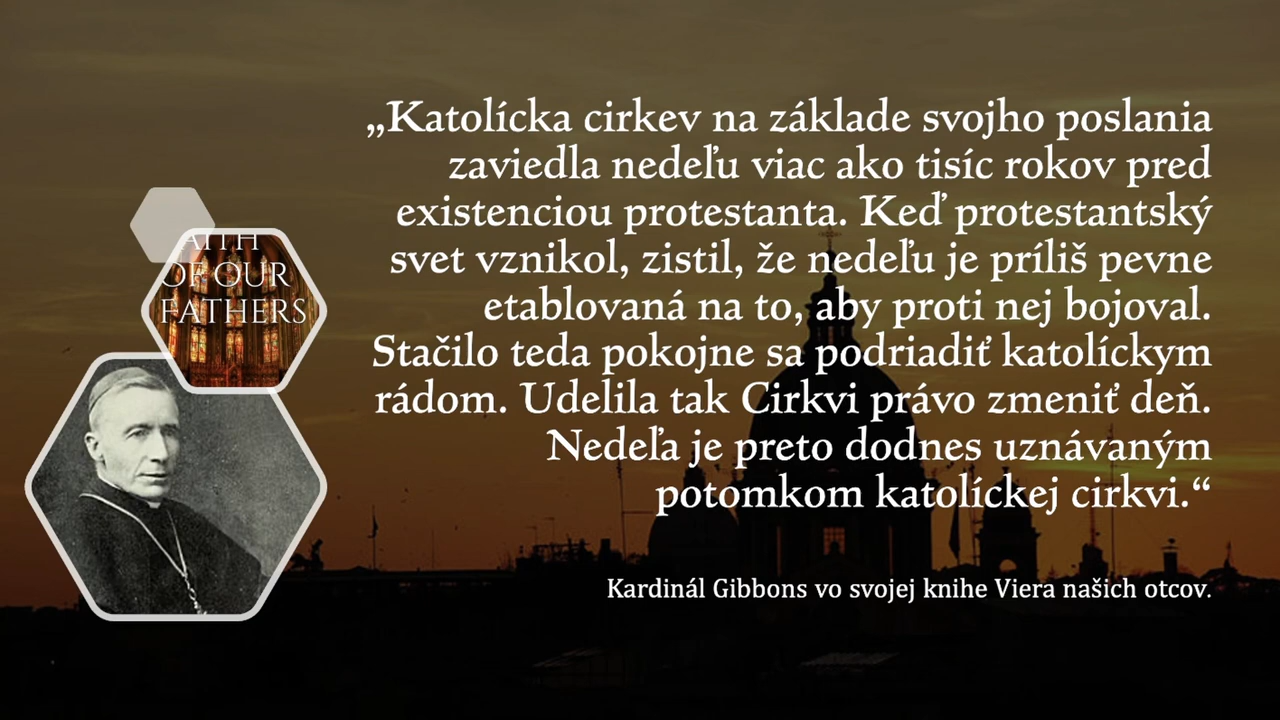 „Katolícka cirkev na základe svojho poslania
zaviedla nedeľu viac ako tisíc rokov pred
existenciou protestanta. Keď protestantský
svet vznikol, zistil, že nedeľu je príliš pevne
etablovaná na to, aby proti nej bojoval.
Stačilo teda pokojne sa podriadiť katolíckym
rádom. Udelila tak Cirkvi právo zmeniť deň.
Nedeľa je preto dodnes uznávaným
potomkom katolíckej cirkvi.“
Kardinál Gibbons vo svojej knihe Viera našich otcov.
AITH
OF OUR
FATHERS